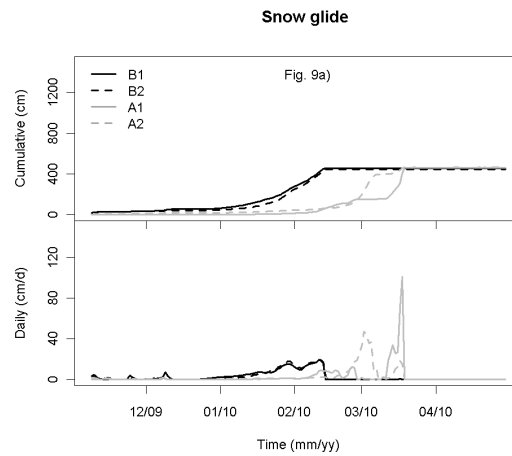 Snow glide
Fig. 9a)
B1
B2
A1
A2
Cumulative (cm)
1200
800
400
0
Daily (cm/d)
120
80
40
0
12/09 01/10 02/10 03/10 04/10
Time (mm/yy)